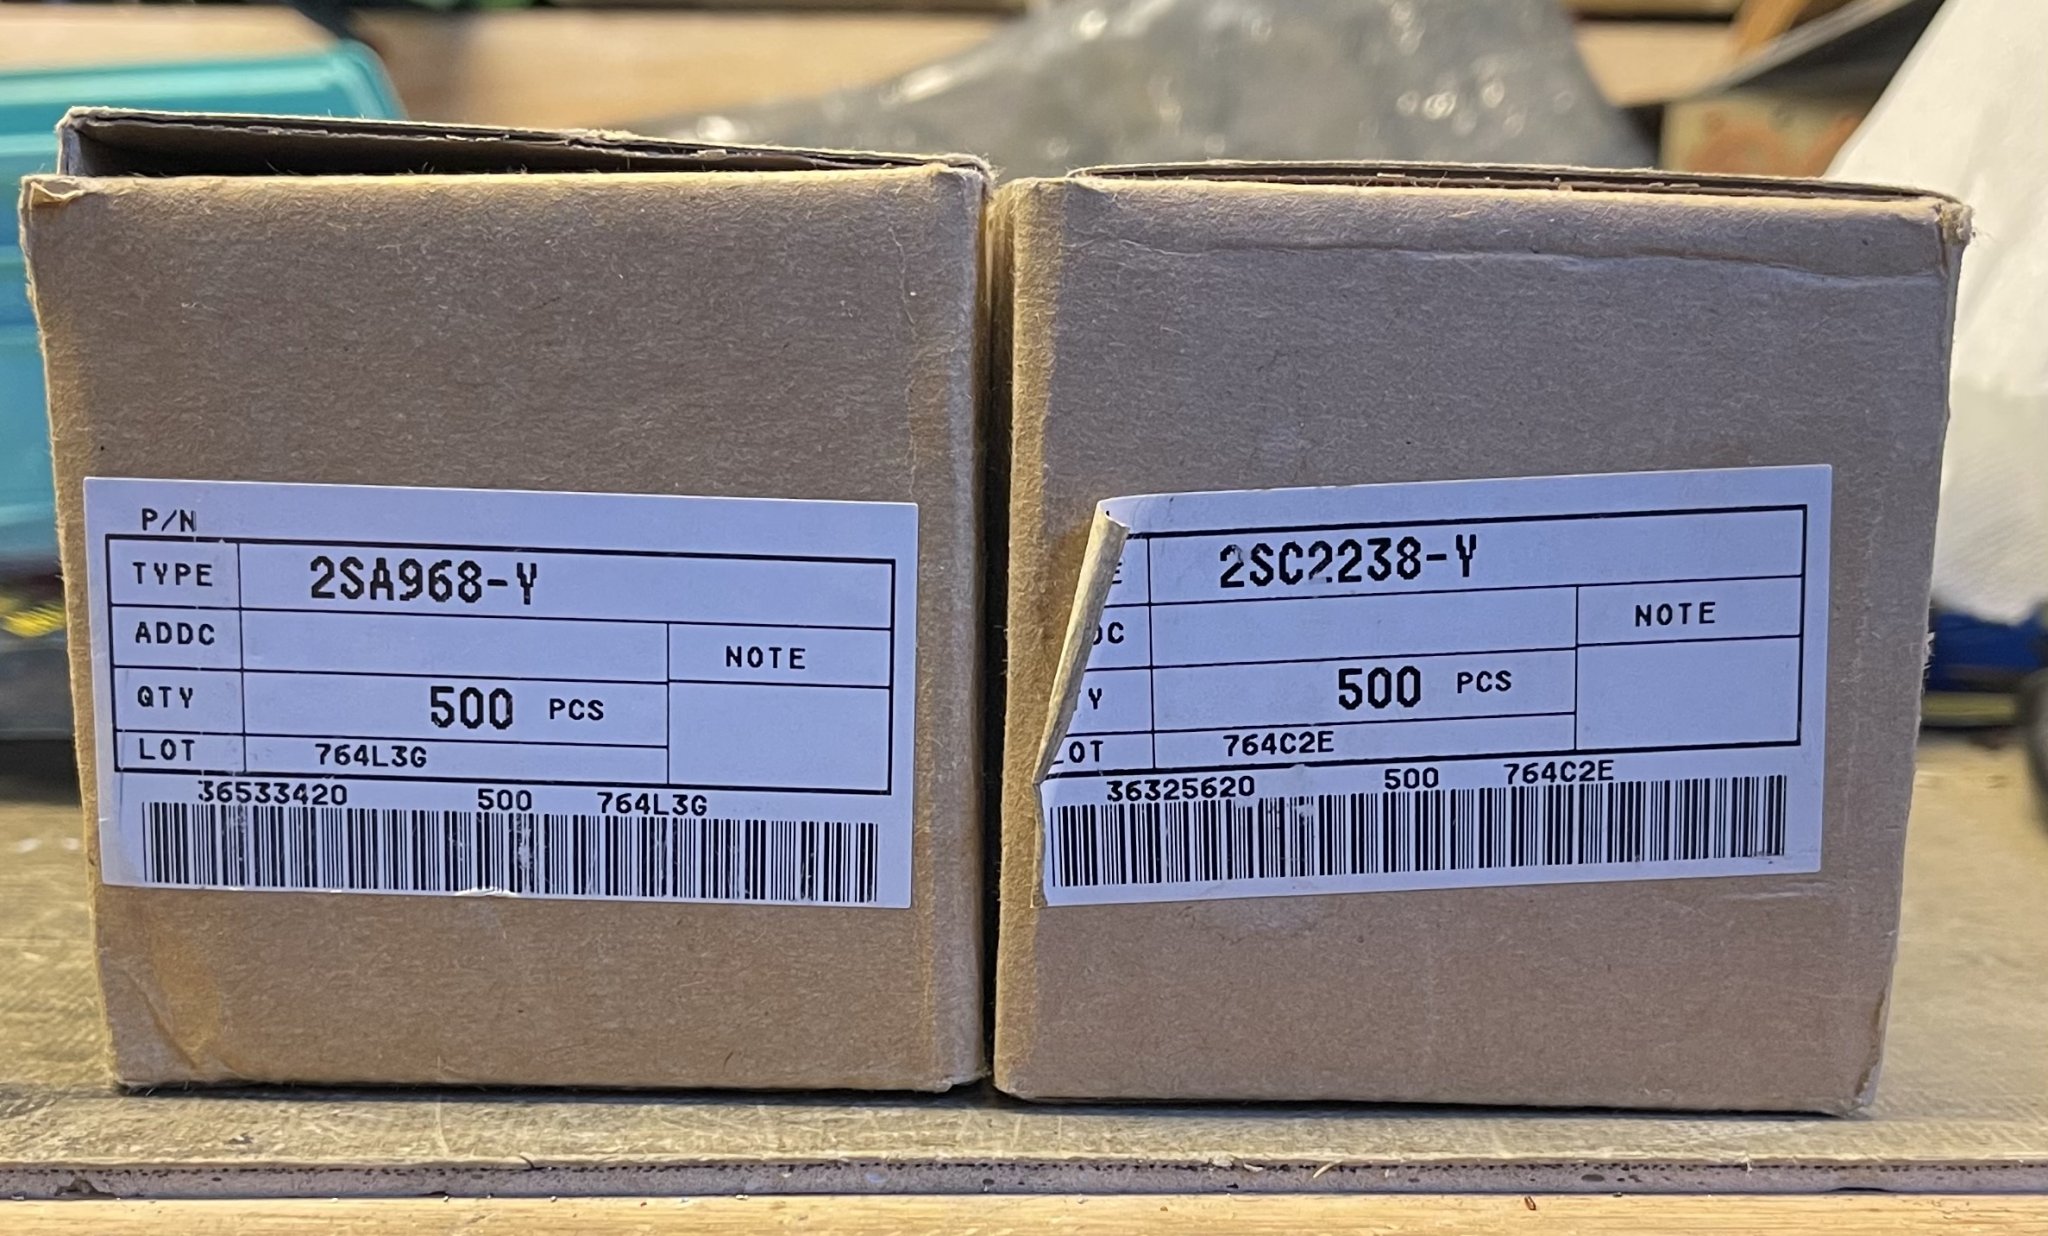 P/N
TYPE 2SA968-Y
ADDC
NOTE
QTY 500 PCS
LOT 764L3G
36533420 500 764L3G
2SC2238-Y
NOTE
500 PCS
LOT 764C2E
36325620 500 764C2E